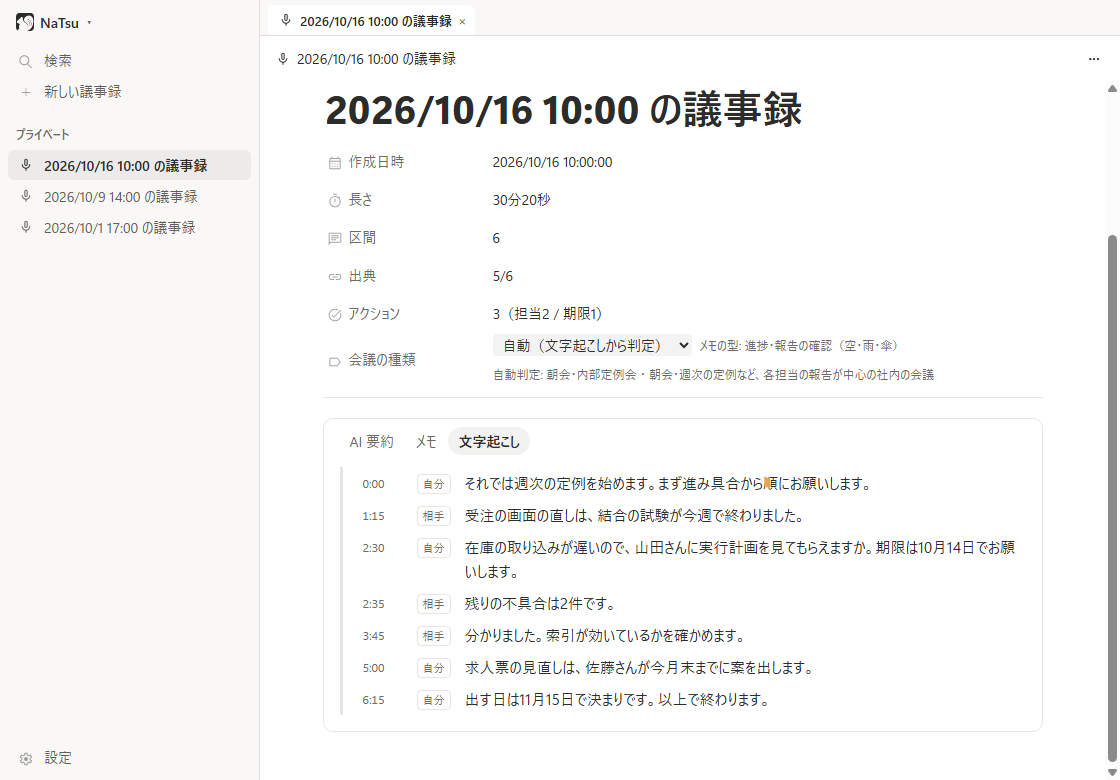 NaTsu
検索
新しい議事録
プライベート
2026/10/16 10:00 の議事録
2026/10/9 14:00 の議事録
2026/10/1 17:00 の議事録
設定
2026/10/16 10:00 の議事録 ×
2026/10/16 10:00 の議事録 …
2026/10/16 10:00 の議事録
作成日時 2026/10/16 10:00:00
長さ 30分20秒
区間 6
出典 5/6
アクション 3（担当2 / 期限1）
会議の種類 自動（文字起こしから判定） メモの型: 進捗・報告の確認（空・雨・傘）
自動判定: 朝会・内部定例会 ・ 朝会・週次の定例など、各担当の報告が中心の社内の会議
AI 要約 メモ 文字起こし
0:00 自分 それでは週次の定例を始めます。まず進み具合から順にお願いします。
1:15 相手 受注の画面の直しは、結合の試験が今週で終わりました。
2:30 自分 在庫の取り込みが遅いので、山田さんに実行計画を見てもらえますか。期限は10月14日でお願
いします。
2:35 相手 残りの不具合は2件です。
3:45 相手 分かりました。索引が効いているかを確かめます。
5:00 自分 求人票の見直しは、佐藤さんが今月末までに案を出します。
6:15 自分 出す日は11月15日で決まりです。以上で終わります。